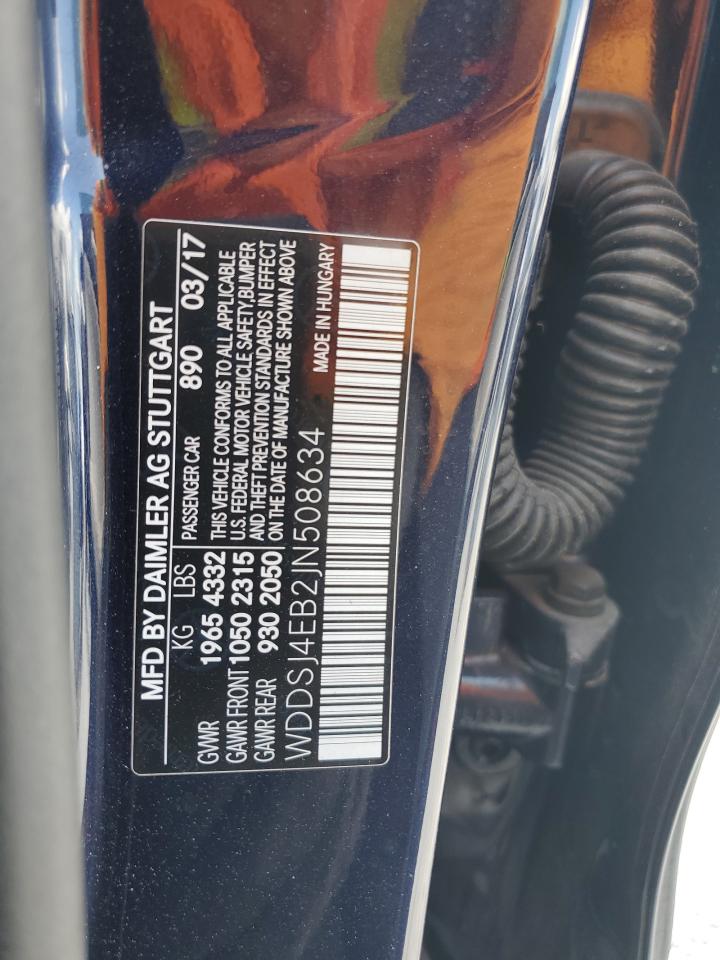 MFD BY DAIMLER AG STUTTGART
KG LBS PASSENGER CAR 890 03/17
GVWR 1965 4332 THIS VEHICLE CONFORMS TO ALL APPLICABLE
GAWR FRONT 1050 2315 U.S. FEDERAL MOTOR VEHICLE SAFETY, BUMPER
GAWR REAR 930 2050 AND THEFT PREVENTION STANDARDS IN EFFECT
ON THE DATE OF MANUFACTURE SHOWN ABOVE
WDDSJ4EB2JN508634 MADE IN HUNGARY